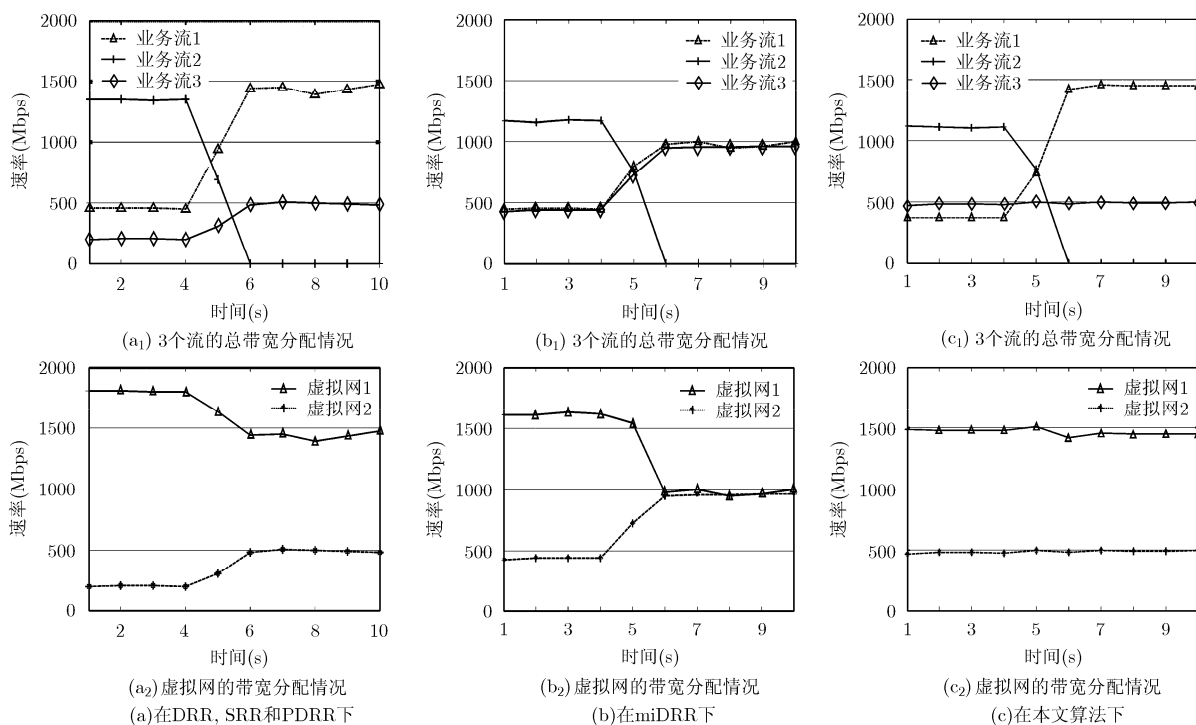 2000
1500
1000
500
0
速率(Mbps)
业务流1
业务流2
业务流3
2 4 6 8 10
时间(s)
(a₁) 3个流的总带宽分配情况
2000
1500
1000
500
0
速率(Mbps)
业务流1
业务流2
业务流3
1 3 5 7 9
时间(s)
(b₁) 3个流的总带宽分配情况
2000
1500
1000
500
0
速率(Mbps)
业务流1
业务流2
业务流3
1 3 5 7 9
时间(s)
(c₁) 3个流的总带宽分配情况
2000
1500
1000
500
0
速率(Mbps)
虚拟网1
虚拟网2
2 4 6 8 10
时间(s)
(a₂) 虚拟网的带宽分配情况
(a)在DRR, SRR和PDRR下
2000
1500
1000
500
0
速率(Mbps)
虚拟网1
虚拟网2
1 3 5 7 9
时间(s)
(b₂) 虚拟网的带宽分配情况
(b)在miDRR下
2000
1500
1000
500
0
速率(Mbps)
虚拟网1
虚拟网2
1 3 5 7 9
时间(s)
(c₂) 虚拟网的带宽分配情况
(c)在本文算法下